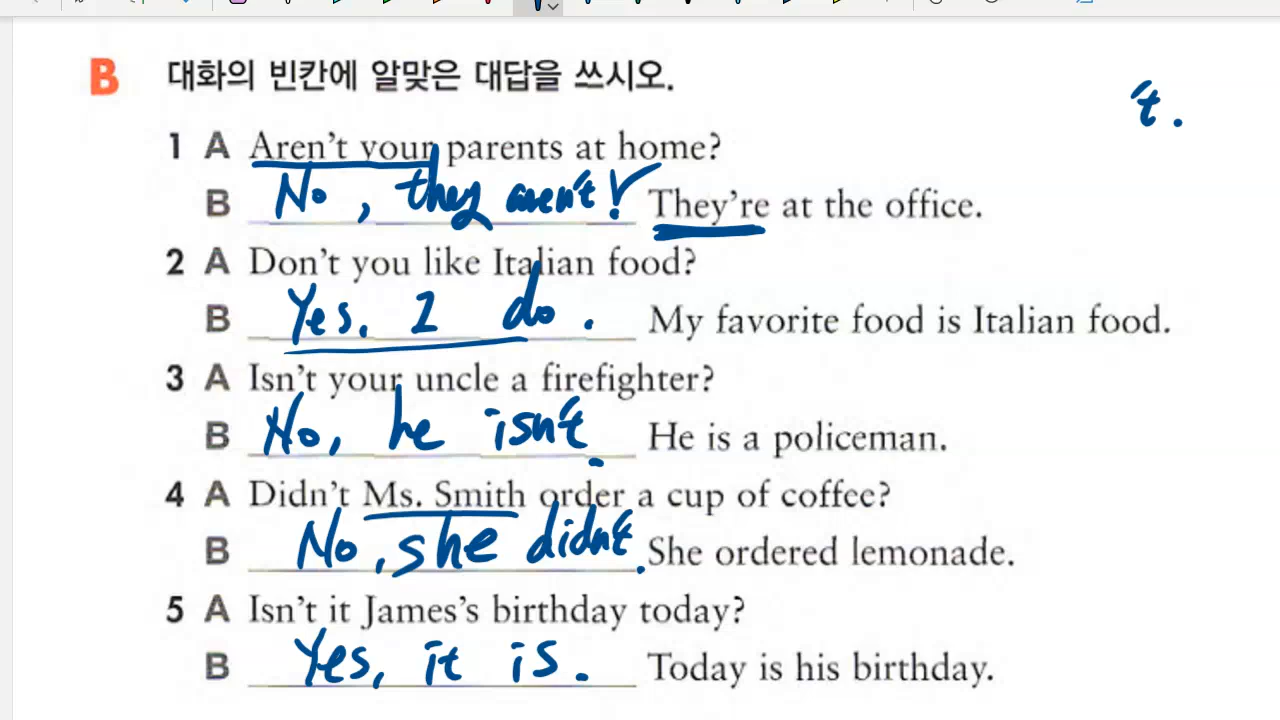 't.
B 대화의 빈칸에 알맞은 대답을 쓰시오.
1 A Aren't your parents at home?
B No, they aren't! They're at the office.
2 A Don't you like Italian food?
B Yes. I do. My favorite food is Italian food.
3 A Isn't your uncle a firefighter?
B No, he isn't. He is a policeman.
4 A Didn't Ms. Smith order a cup of coffee?
B No, she didn't. She ordered lemonade.
5 A Isn't it James's birthday today?
B Yes, it is. Today is his birthday.